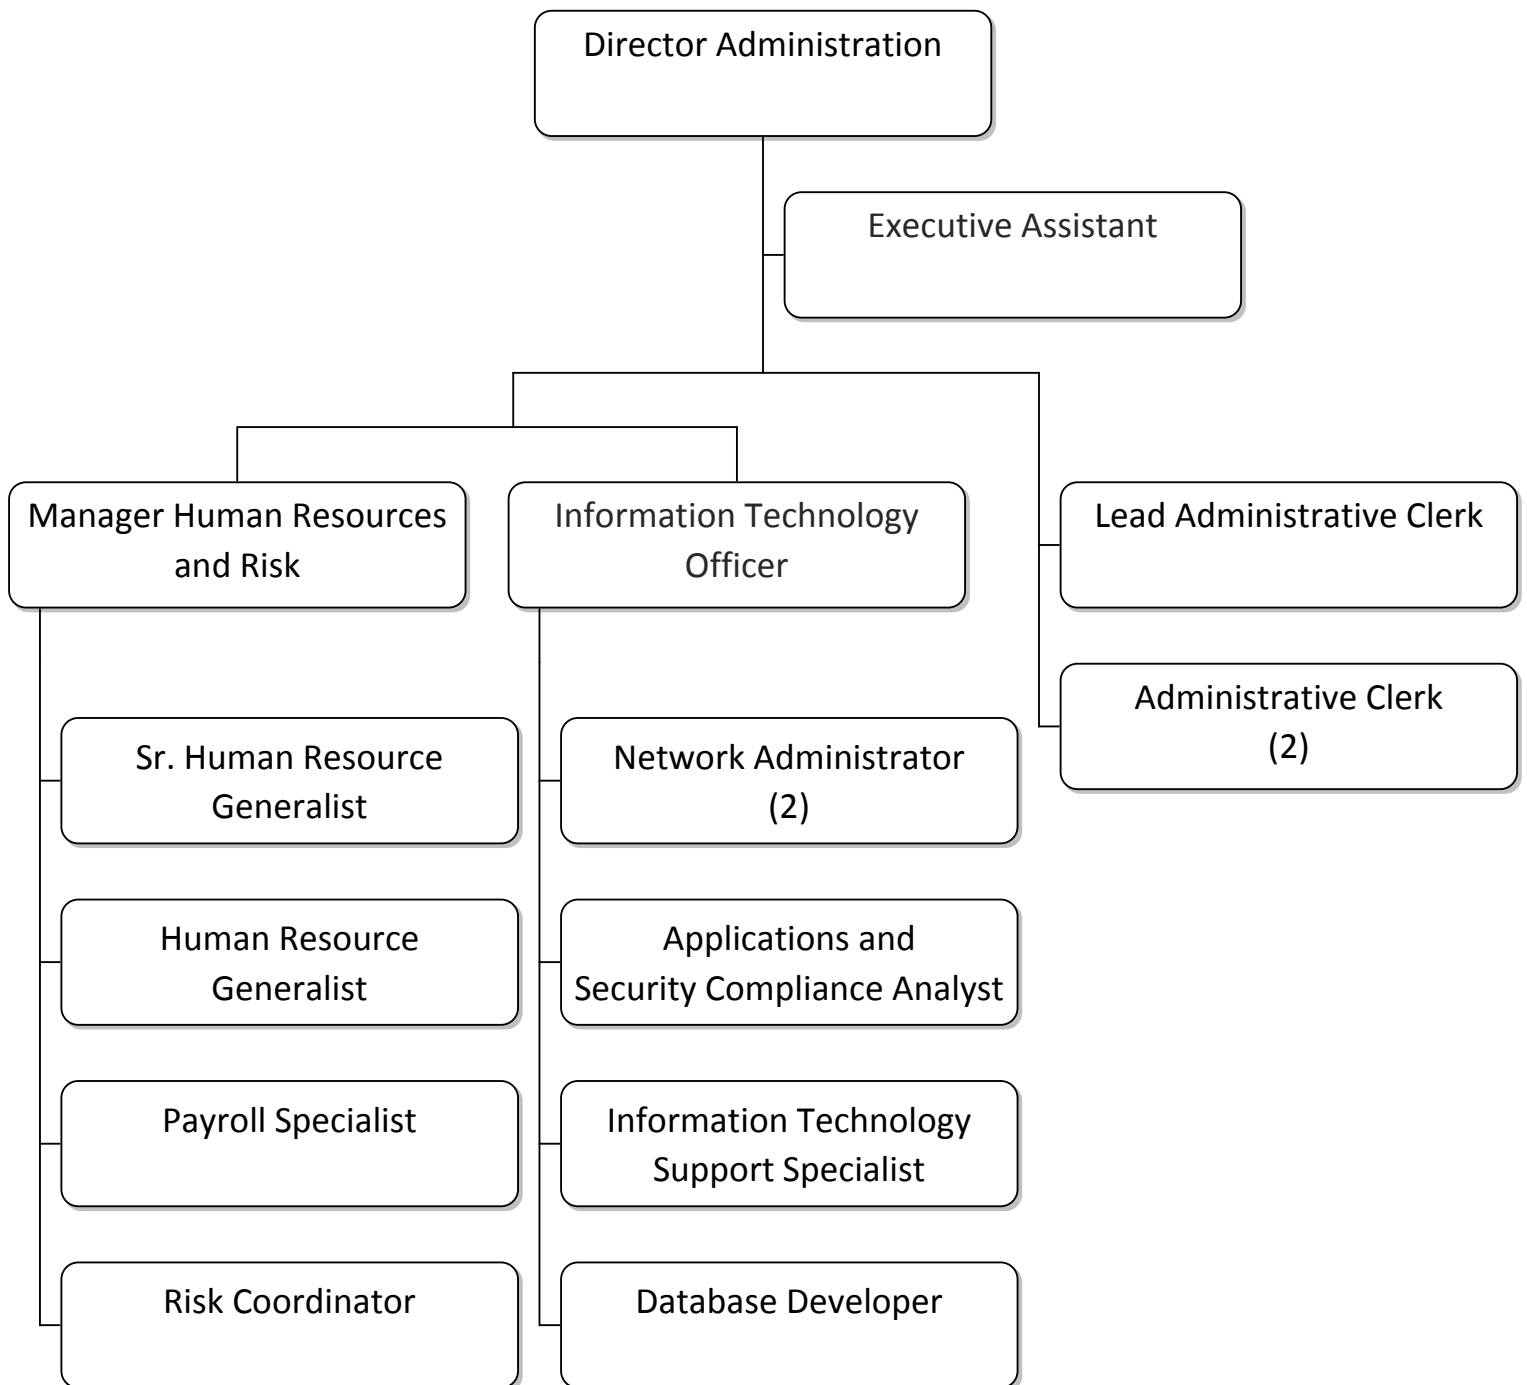 Director Administration
Executive Assistant
Manager Human Resources
and Risk
Information Technology
Officer
Lead Administrative Clerk
Administrative Clerk
(2)
Sr. Human Resource
Generalist
Network Administrator
(2)
Human Resource
Generalist
Applications and
Security Compliance Analyst
Payroll Specialist
Information Technology
Support Specialist
Risk Coordinator
Database Developer